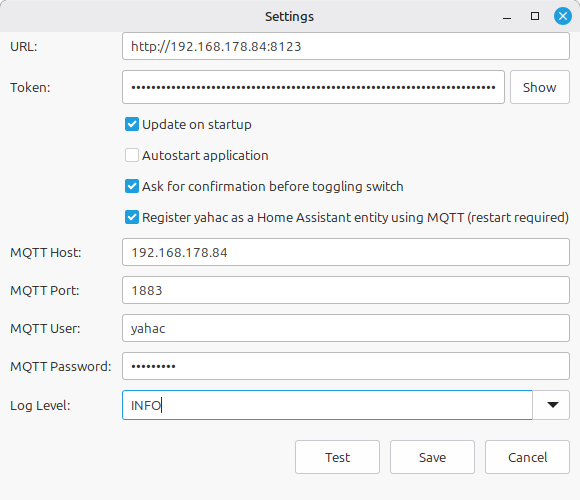 Settings
URL: http://192.168.178.84:8123
Token: •••••••••••••••••••••••••••••••••••••••••••••••••••••••••••••••••••••••• Show
Update on startup
Autostart application
Ask for confirmation before toggling switch
Register yahac as a Home Assistant entity using MQTT (restart required)
MQTT Host: 192.168.178.84
MQTT Port: 1883
MQTT User: yahac
MQTT Password: •••••••••
Log Level: INFO
Test Save Cancel